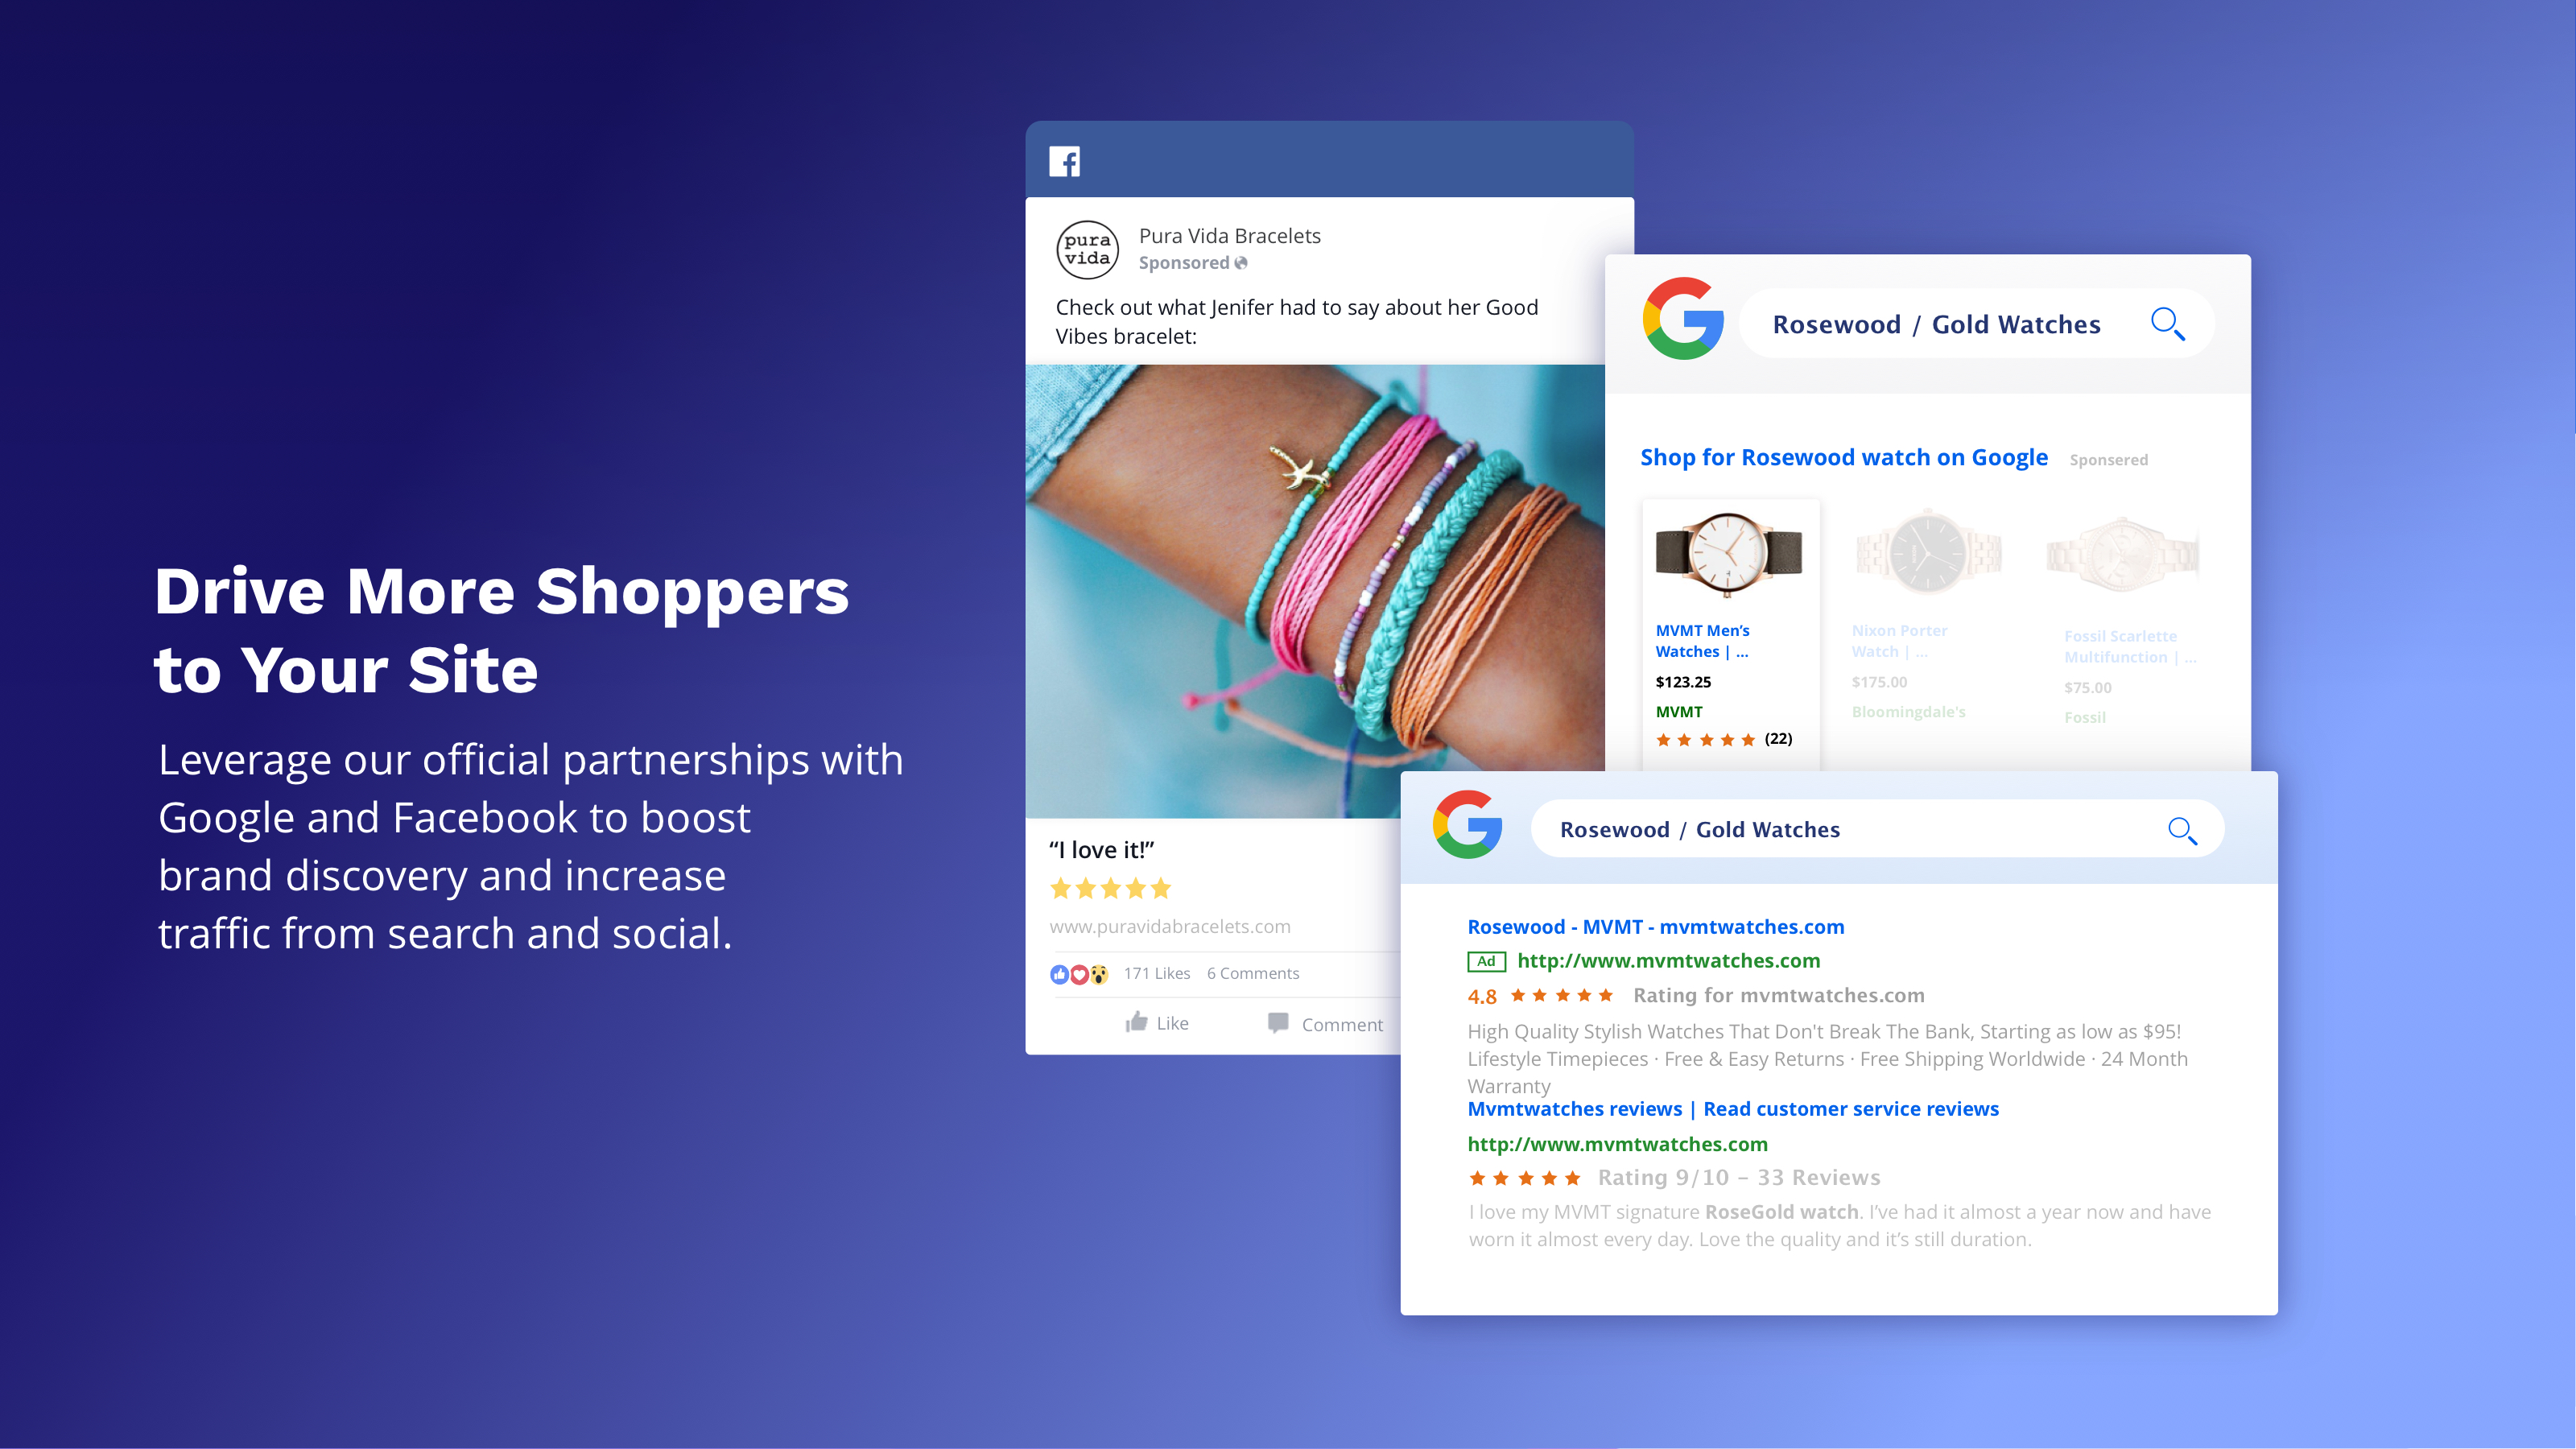 Drive More Shoppers
to Your Site
Leverage our official partnerships with
Google and Facebook to boost
brand discovery and increase
traffic from search and social.
f
pura
vida
Pura Vida Bracelets
Sponsored
Check out what Jenifer had to say about her Good
Vibes bracelet:
“I love it!”
www.puravidabracelets.com
171 Likes 6 Comments
Like Comment
G
Rosewood / Gold Watches
Shop for Rosewood watch on Google Sponsered
MVMT Men’s
Watches | ...
$123.25
MVMT
(22)
Nixon Porter
Watch | ...
$175.00
Bloomingdale's
Fossil Scarlette
Multifunction | ...
$75.00
Fossil
G
Rosewood / Gold Watches
Rosewood - MVMT - mvmtwatches.com
Ad http://www.mvmtwatches.com
4.8 Rating for mvmtwatches.com
High Quality Stylish Watches That Don't Break The Bank, Starting as low as $95!
Lifestyle Timepieces · Free & Easy Returns · Free Shipping Worldwide · 24 Month
Warranty
Mvmtwatches reviews | Read customer service reviews
http://www.mvmtwatches.com
Rating 9/10 – 33 Reviews
I love my MVMT signature RoseGold watch. I’ve had it almost a year now and have
worn it almost every day. Love the quality and it’s still duration.